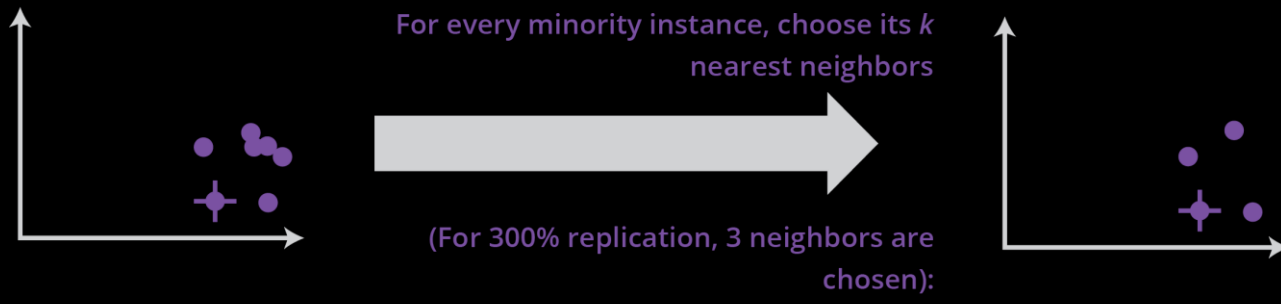 For every minority instance, choose its k
nearest neighbors
(For 300% replication, 3 neighbors are
chosen):